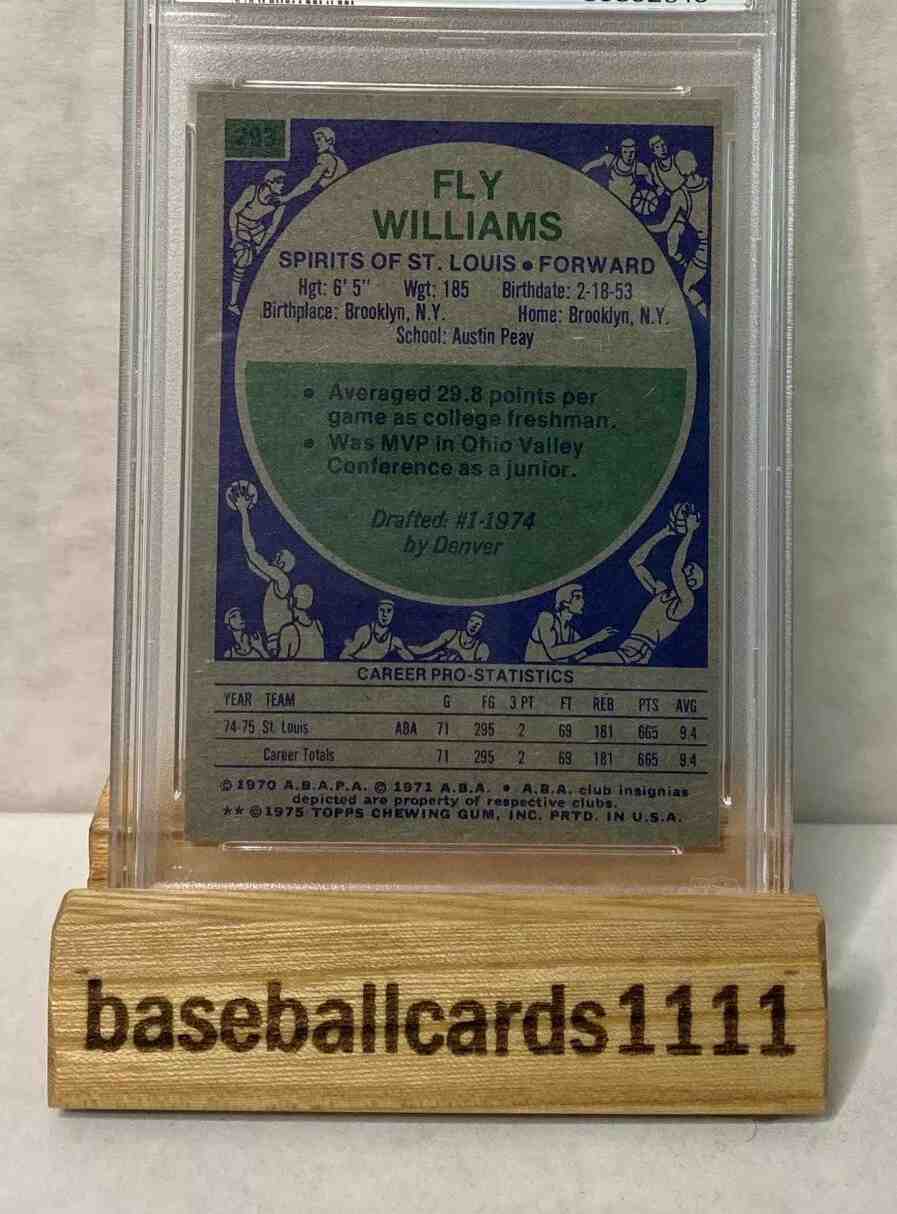 FLY
WILLIAMS
SPIRITS OF ST. LOUIS • FORWARD
Hgt: 6' 5" Wgt: 185 Birthdate: 2-18-53
Birthplace: Brooklyn, N.Y. Home: Brooklyn, N.Y.
School: Austin Peay
• Averaged 29.8 points per
game as college freshman.
• Was MVP in Ohio Valley
Conference as a junior.
Drafted: #1-1974
by Denver
CAREER PRO-STATISTICS
YEAR TEAM G FG 3 PT FT REB PTS AVG
74-75 St. Louis ABA 71 295 2 69 181 665 9.4
Career Totals 71 295 2 69 181 665 9.4
© 1970 A.B.A.P.A. © 1971 A.B.A. • A.B.A. club insignias
depicted are property of respective clubs.
** © 1975 TOPPS CHEWING GUM, INC. PRTD. IN U.S.A.
baseballcards1111